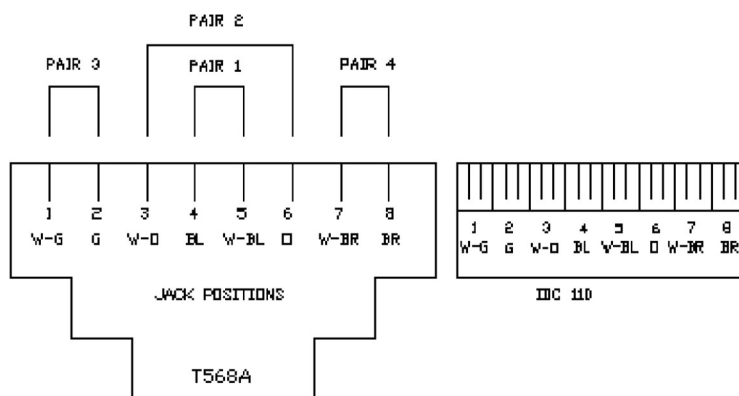 PAIR 2
PAIR 3 PAIR 1 PAIR 4
1 2 3 4 5 6 7 8
W-G G W-O BL W-BL O W-BR BR
1 2 3 4 5 6 7 8
W-G G W-O BL W-BL O W-BR BR
JACK POSITIONS
IDC 110
T568A